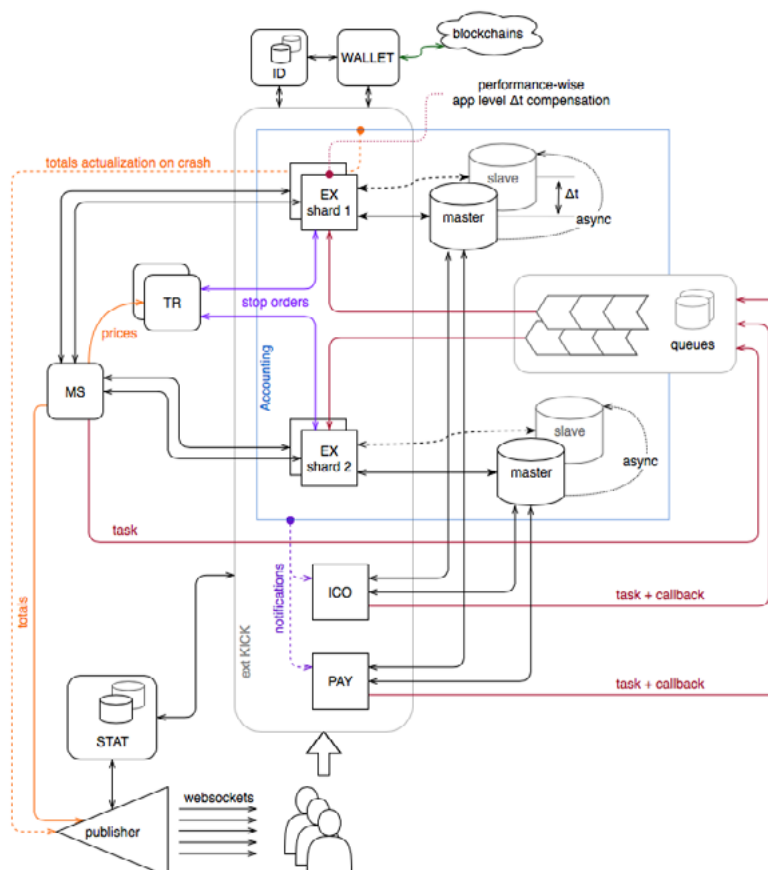 blockchains
ID
WALLET
performance-wise
app level Δt compensation
totals actualization on crash
EX
shard 1
slave
Δt
master
async
TR
stop orders
prices
queues
MS
Accounting
slave
EX
shard 2
master
async
task
notifications
ICO
task + callback
totals
ext KICK
PAY
task + callback
STAT
websockets
publisher